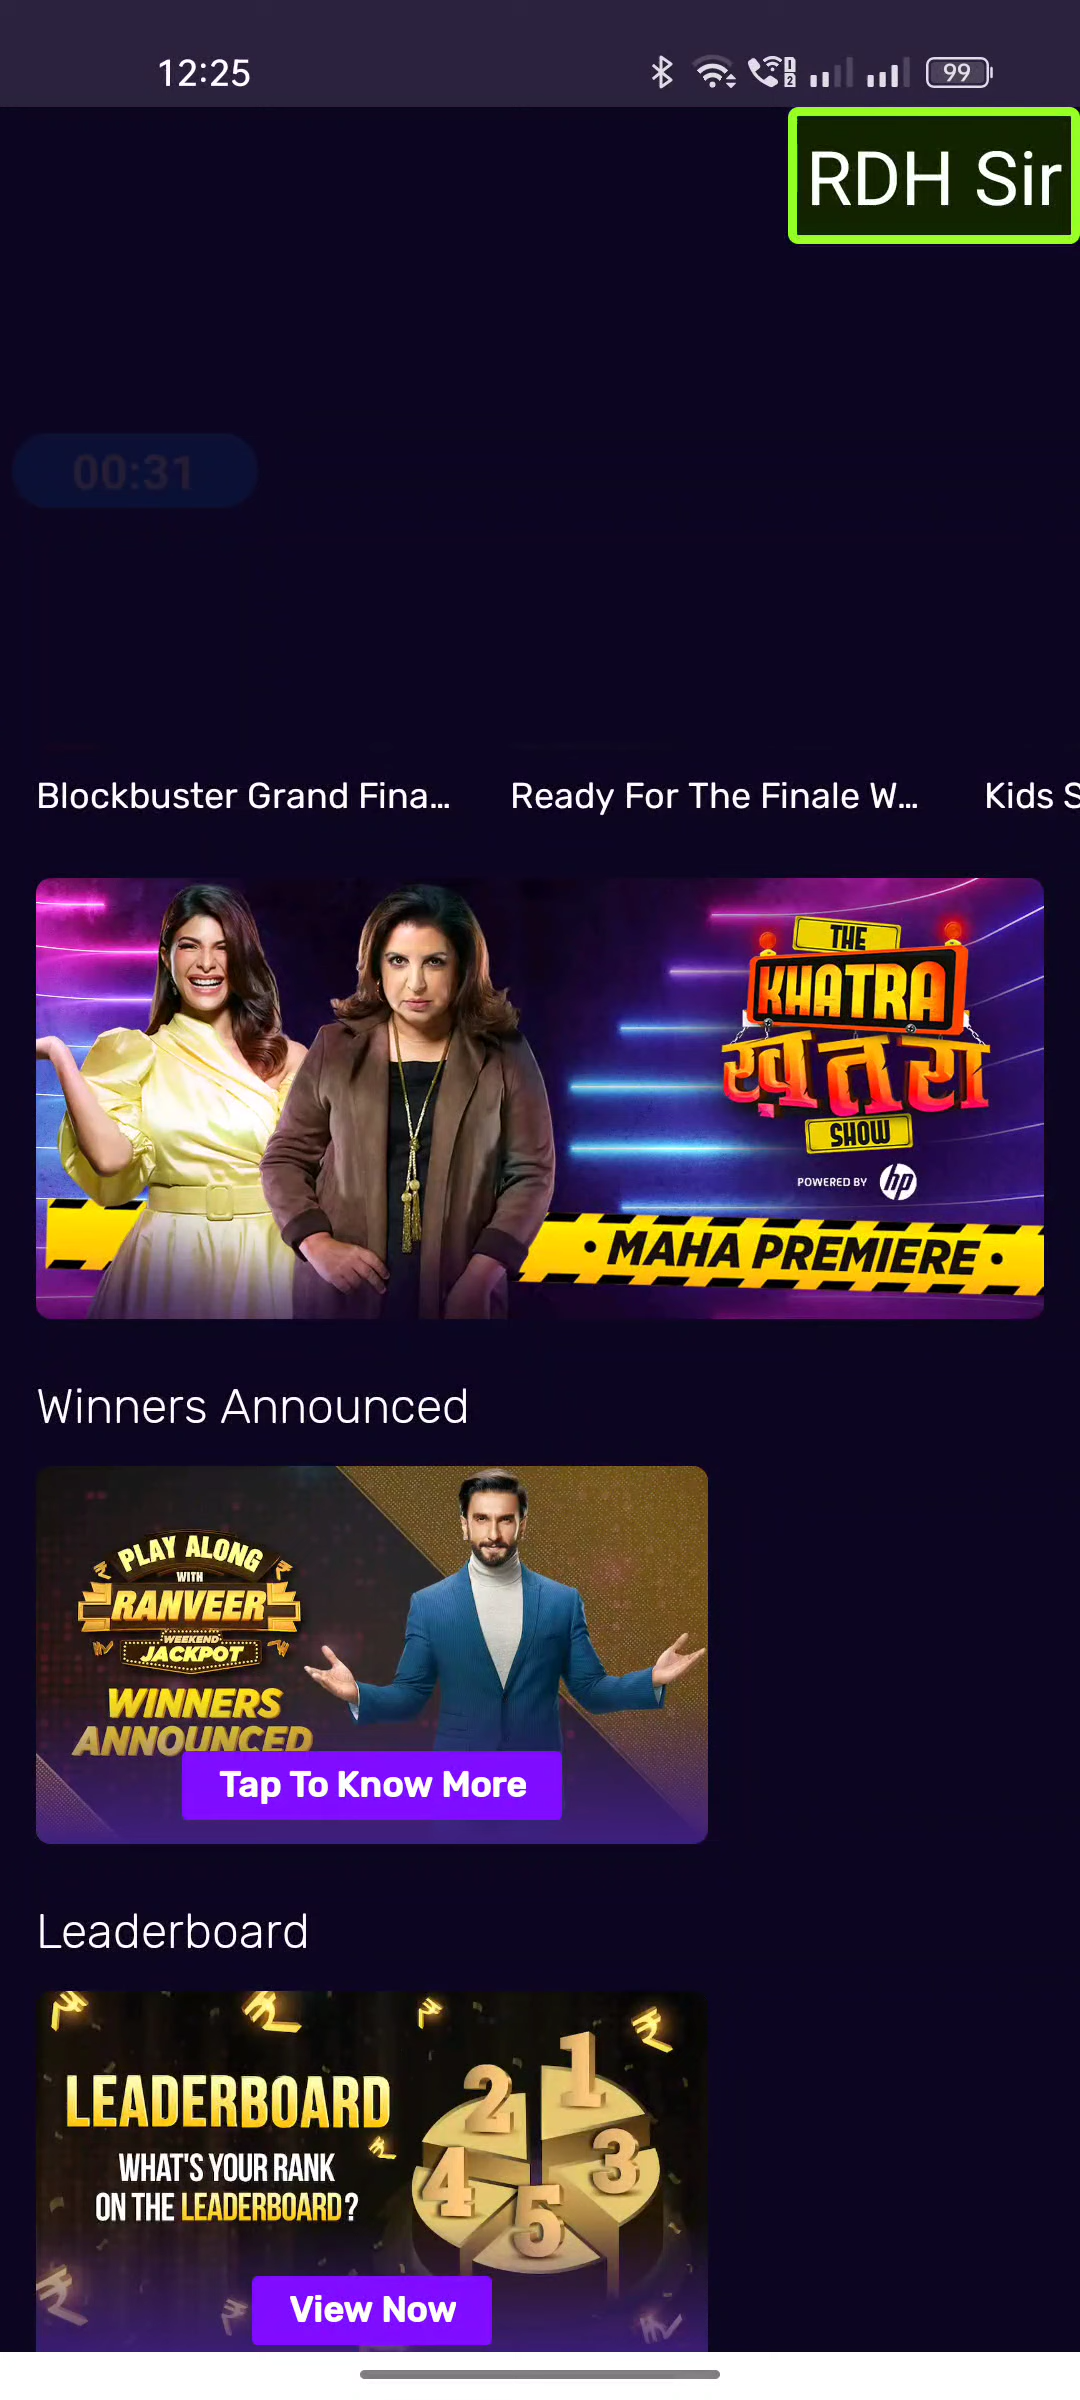 12:25
99
RDH Sir
00:31
Blockbuster Grand Fina...
Ready For The Finale W...
Kids S
THE
KHATRA
ख़तरा
SHOW
POWERED BY hp
• MAHA PREMIERE •
Winners Announced
PLAY ALONG
WITH
RANVEER
WEEKEND
JACKPOT
WINNERS
ANNOUNCED
Tap To Know More
Leaderboard
LEADERBOARD
WHAT'S YOUR RANK
ON THE LEADERBOARD?
1
2
3
4
5
View Now